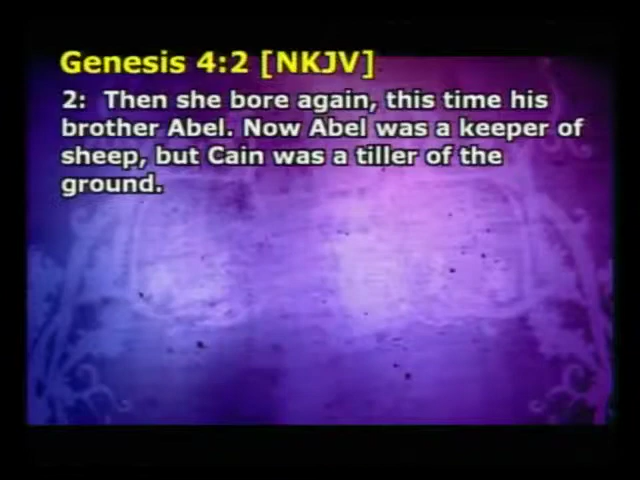 Genesis 4:2 [NKJV]
2:  Then she bore again, this time his
brother Abel. Now Abel was a keeper of
sheep, but Cain was a tiller of the
ground.